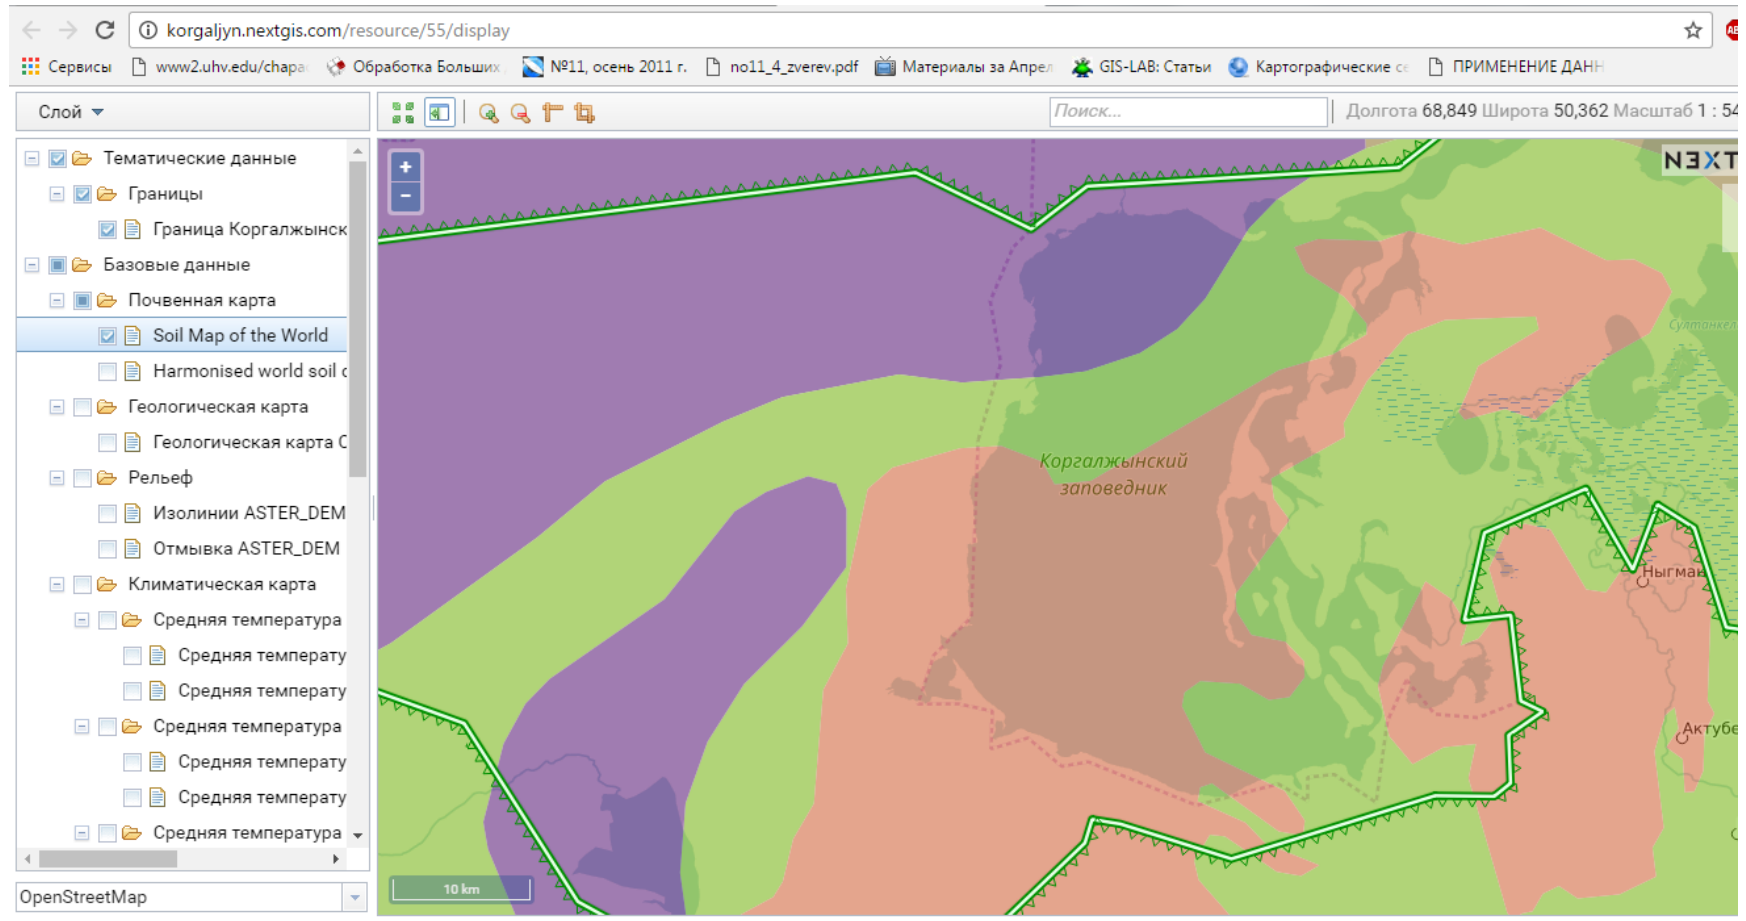 korgaljyn.nextgis.com/resource/55/display
Сервисы www2.uhv.edu/chapa Обработка Больших №11, осень 2011 г. no11_4_zverev.pdf Материалы за Апрел GIS-LAB: Статьи Картографические с ПРИМЕНЕНИЕ ДАНН
Слой Поиск... Долгота 68,849 Широта 50,362 Масштаб 1 : 54
Тематические данные
Границы
Граница Коргалжынск
Базовые данные
Почвенная карта
Soil Map of the World
Harmonised world soil
Геологическая карта
Геологическая карта С
Рельеф
Изолинии ASTER_DEM
Отмывка ASTER_DEM
Климатическая карта
Средняя температура
Средняя температу
Средняя температу
Средняя температура
Средняя температу
Средняя температу
Средняя температура
OpenStreetMap
+
NEXT
−
Султанкел
Коргалжынский
заповедник
Ныгман
Актубе
10 km